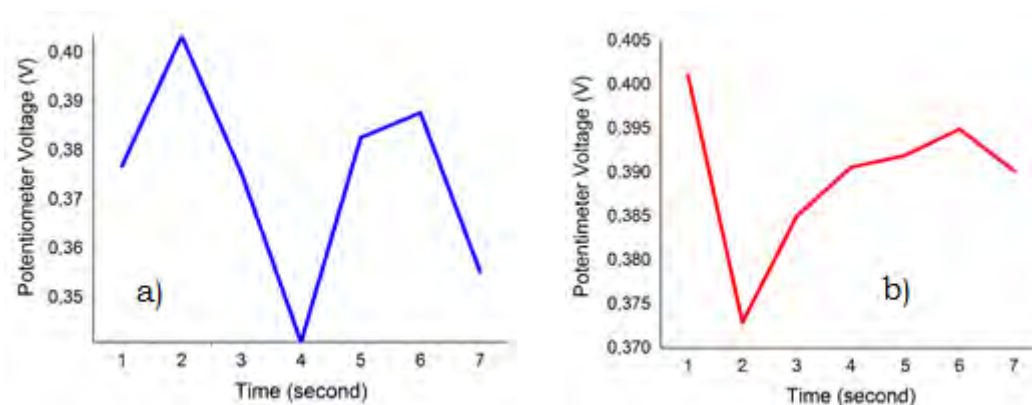 Potentiometer Voltage (V)
0,40
0,39
0,38
0,37
0,36
0,35
a)
1 2 3 4 5 6 7
Time (second)
Potentimeter Voltage (V)
0,405
0,400
0,395
0,390
0,385
0,380
0,375
0,370
b)
1 2 3 4 5 6 7
Time (second)